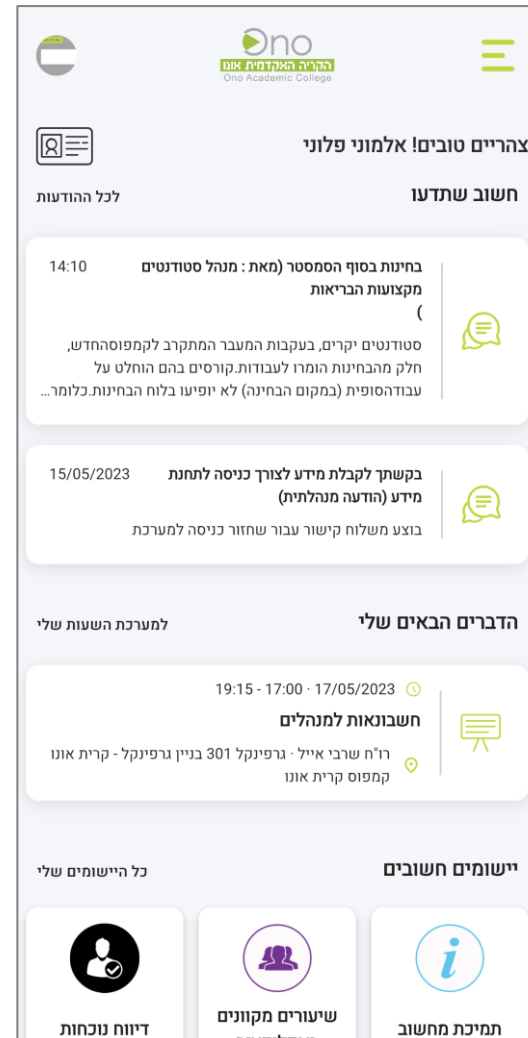 Ono
הקריה האקדמית אונו
Ono Academic College
צהריים טובים! אלמוני פלוני
חשוב שתדעו
לכל ההודעות
בחינות בסוף הסמסטר (מאת : מנהל סטודנטים
14:10
מקצועות הבריאות
)
סטודנטים יקרים, בעקבות המעבר המתקרב לקמפוסהחדש,
חלק מהבחינות הומרו לעבודות.קורסים בהם הוחלט על
עבודהסופית (במקום הבחינה) לא יופיעו בלוח הבחינות.כלומר...
בקשתך לקבלת מידע לצורך כניסה לתחנת
15/05/2023
מידע (הודעה מנהלתית)
בוצע משלוח קישור עבור שחזור כניסה למערכת
הדברים הבאים שלי
למערכת השעות שלי
17/05/2023 · 17:00 - 19:15
חשבונאות למנהלים
רו"ח שרבי אייל · גרפינקל 301 בניין גרפינקל - קרית אונו
קמפוס קרית אונו
יישומים חשובים
כל היישומים שלי
תמיכת מחשוב
שיעורים מקוונים
דיווח נוכחות